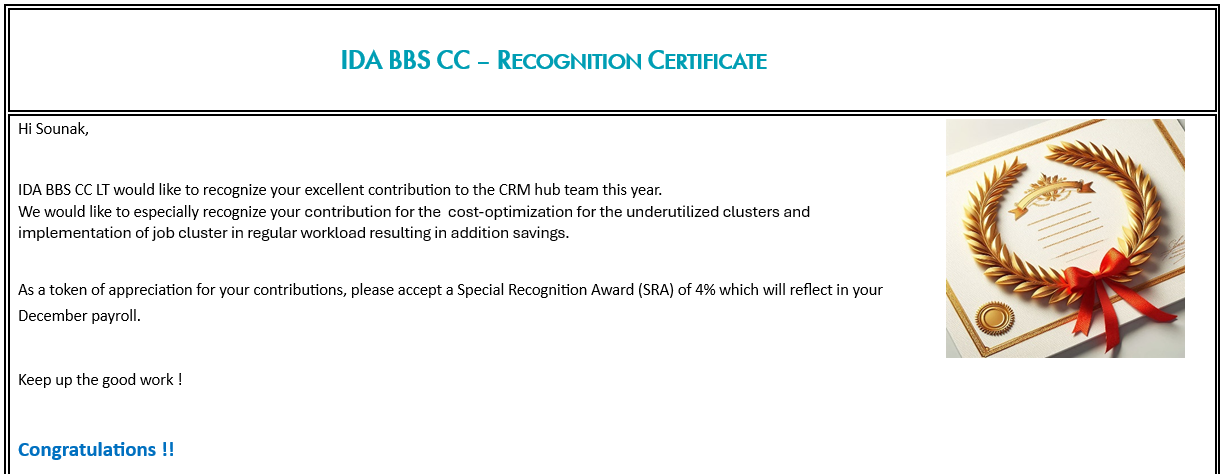 IDA BBS CC – Recognition Certificate
Hi Sounak,
IDA BBS CC LT would like to recognize your excellent contribution to the CRM hub team this year.
We would like to especially recognize your contribution for the  cost-optimization for the underutilized clusters and
implementation of job cluster in regular workload resulting in addition savings.
As a token of appreciation for your contributions, please accept a Special Recognition Award (SRA) of 4% which will reflect in your
December payroll.
Keep up the good work !
Congratulations !!